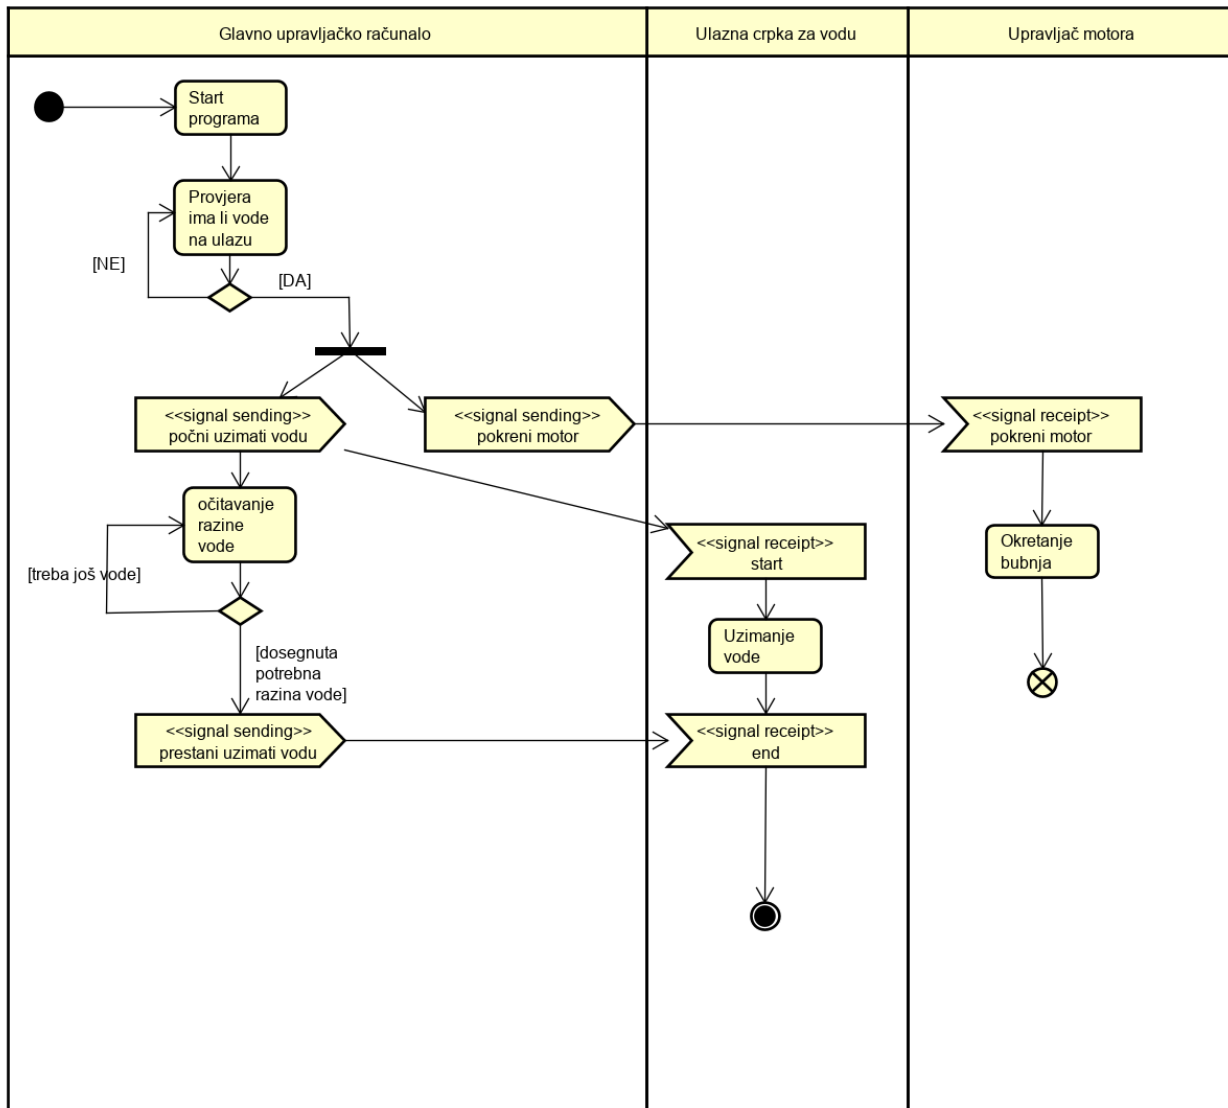 Glavno upravljačko računalo
Ulazna crpka za vodu
Upravljač motora
Start
programa
Provjera
ima li vode
na ulazu
[NE]
[DA]
<<signal sending>>
počni uzimati vodu
<<signal sending>>
pokreni motor
<<signal receipt>>
pokreni motor
očitavanje
razine
vode
[treba još vode]
<<signal receipt>>
start
Okretanje
bubnja
Uzimanje
vode
[dosegnuta
potrebna
razina vode]
<<signal sending>>
prestani uzimati vodu
<<signal receipt>>
end